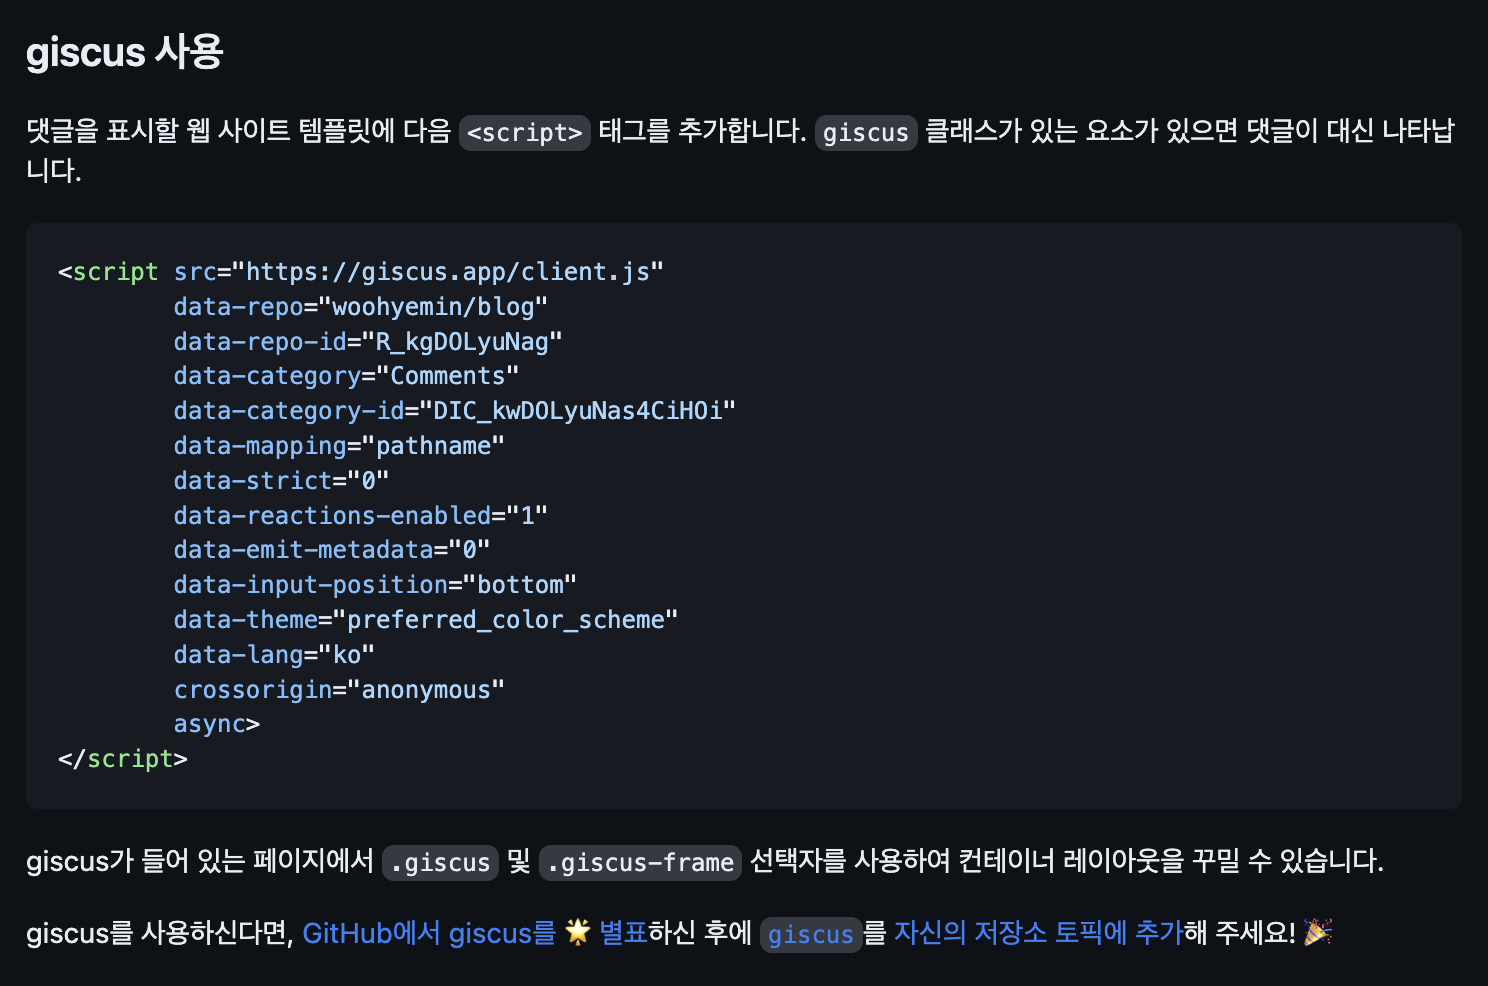 giscus 사용
댓글을 표시할 웹 사이트 템플릿에 다음 <script> 태그를 추가합니다. giscus 클래스가 있는 요소가 있으면 댓글이 대신 나타납
니다.
<script src="https://giscus.app/client.js"
data-repo="woohyemin/blog"
data-repo-id="R_kgDOLyuNag"
data-category="Comments"
data-category-id="DIC_kwDOLyuNas4CiHOi"
data-mapping="pathname"
data-strict="0"
data-reactions-enabled="1"
data-emit-metadata="0"
data-input-position="bottom"
data-theme="preferred_color_scheme"
data-lang="ko"
crossorigin="anonymous"
async>
</script>
giscus가 들어 있는 페이지에서 .giscus 및 .giscus-frame 선택자를 사용하여 컨테이너 레이아웃을 꾸밀 수 있습니다.
giscus를 사용하신다면, GitHub에서 giscus를 🌟 별표하신 후에 giscus를 자신의 저장소 토픽에 추가해 주세요! 🎉